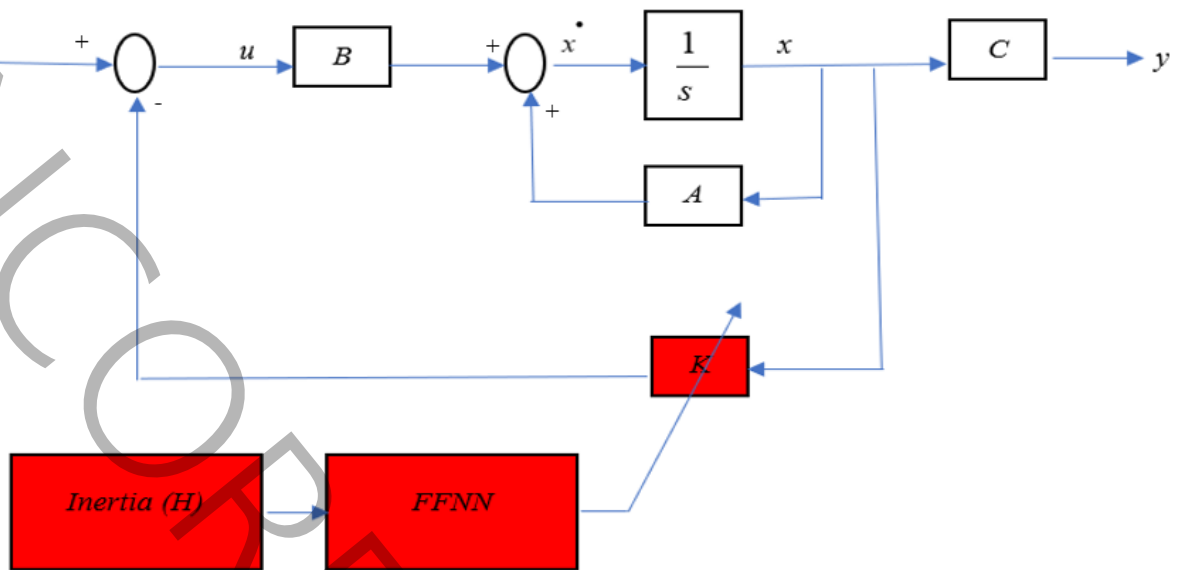 +
u
B
+
ẋ
1
s
x
C
y
-
+
A
K
Inertia (H)
FFNN